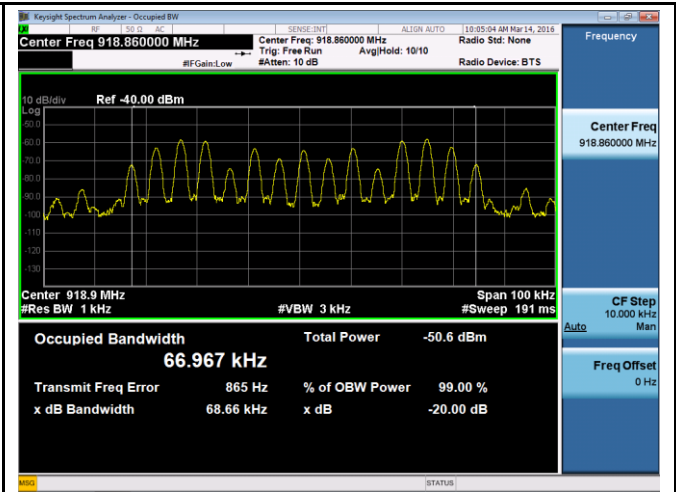 Keysight Spectrum Analyzer - Occupied BW
RF 50 Ω AC SENSE:INT ALIGN AUTO 10:05:04 AM Mar 14, 2016
Center Freq 918.860000 MHz
Center Freq: 918.860000 MHz Radio Std: None
Trig: Free Run Avg|Hold: 10/10
#IFGain:Low #Atten: 10 dB Radio Device: BTS
Frequency
10 dB/div Ref -40.00 dBm
Log
-50.0
-60.0
-70.0
-80.0
-90.0
-100
-110
-120
-130
Center Freq
918.860000 MHz
Center 918.9 MHz Span 100 kHz
#Res BW 1 kHz #VBW 3 kHz #Sweep 191 ms
CF Step
10.000 kHz
Auto Man
Occupied Bandwidth Total Power -50.6 dBm
66.967 kHz
Transmit Freq Error 865 Hz % of OBW Power 99.00 %
x dB Bandwidth 68.66 kHz x dB -20.00 dB
Freq Offset
0 Hz
MSG STATUS